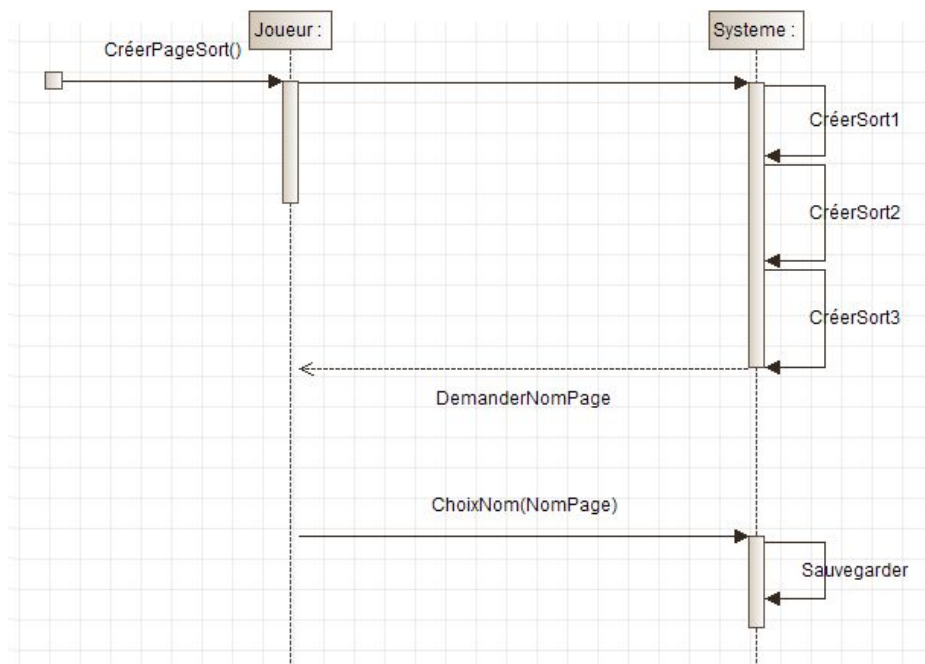 Joueur :
Systeme :
CréerPageSort()
CréerSort1
CréerSort2
CréerSort3
DemanderNomPage
ChoixNom(NomPage)
Sauvegarder